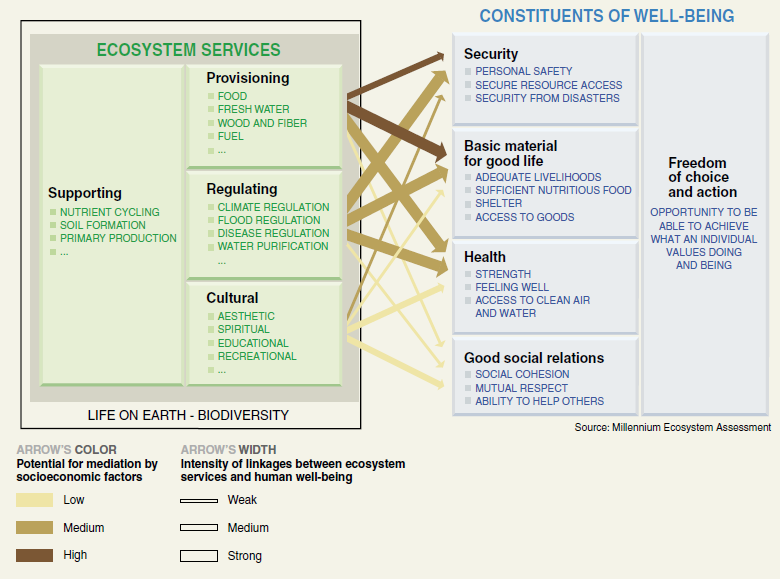 CONSTITUENTS OF WELL-BEING
ECOSYSTEM SERVICES
Supporting
NUTRIENT CYCLING
SOIL FORMATION
PRIMARY PRODUCTION
...
Provisioning
FOOD
FRESH WATER
WOOD AND FIBER
FUEL
...
Regulating
CLIMATE REGULATION
FLOOD REGULATION
DISEASE REGULATION
WATER PURIFICATION
...
Cultural
AESTHETIC
SPIRITUAL
EDUCATIONAL
RECREATIONAL
...
LIFE ON EARTH - BIODIVERSITY
Security
PERSONAL SAFETY
SECURE RESOURCE ACCESS
SECURITY FROM DISASTERS
Basic material
for good life
ADEQUATE LIVELIHOODS
SUFFICIENT NUTRITIOUS FOOD
SHELTER
ACCESS TO GOODS
Health
STRENGTH
FEELING WELL
ACCESS TO CLEAN AIR
AND WATER
Good social relations
SOCIAL COHESION
MUTUAL RESPECT
ABILITY TO HELP OTHERS
Freedom
of choice
and action
OPPORTUNITY TO BE
ABLE TO ACHIEVE
WHAT AN INDIVIDUAL
VALUES DOING
AND BEING
Source: Millennium Ecosystem Assessment
ARROW'S COLOR
Potential for mediation by
socioeconomic factors
Low
Medium
High
ARROW'S WIDTH
Intensity of linkages between ecosystem
services and human well-being
Weak
Medium
Strong